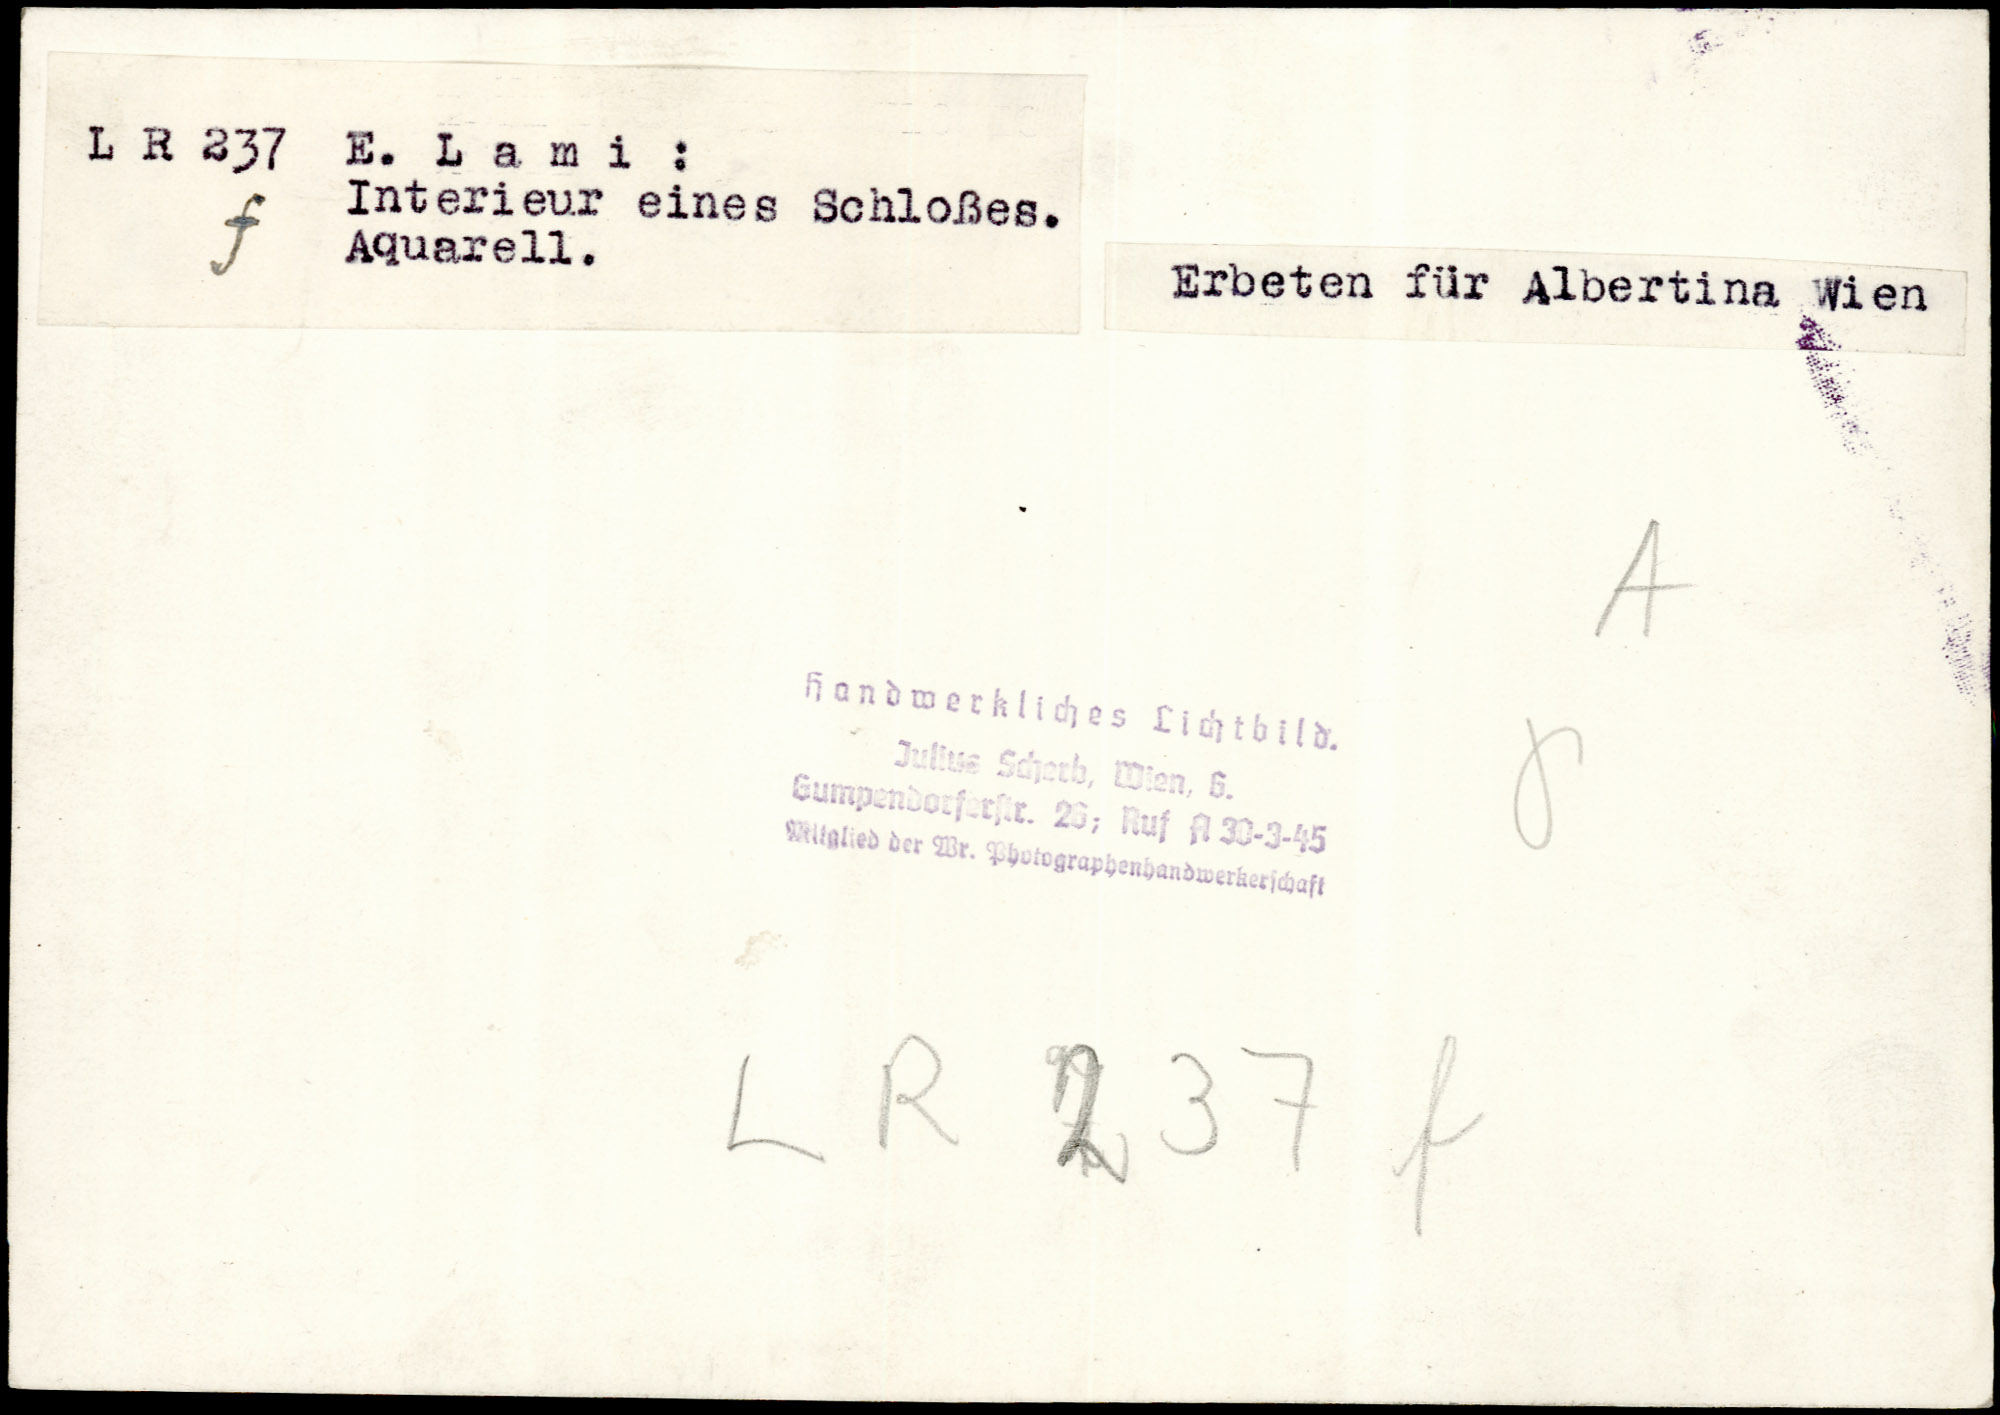 L R 237 E. L a m i :
f Interieur eines Schloßes.
Aquarell.
Erbeten für Albertina Wien
A
Handwerkliches Lichtbild.
Julius Scherb, Wien, 6.
Gumpendorferstr. 26; Ruf A 30-3-45
Mitglied der Wr. Photographenhandwerkerschaft
L R 237 f